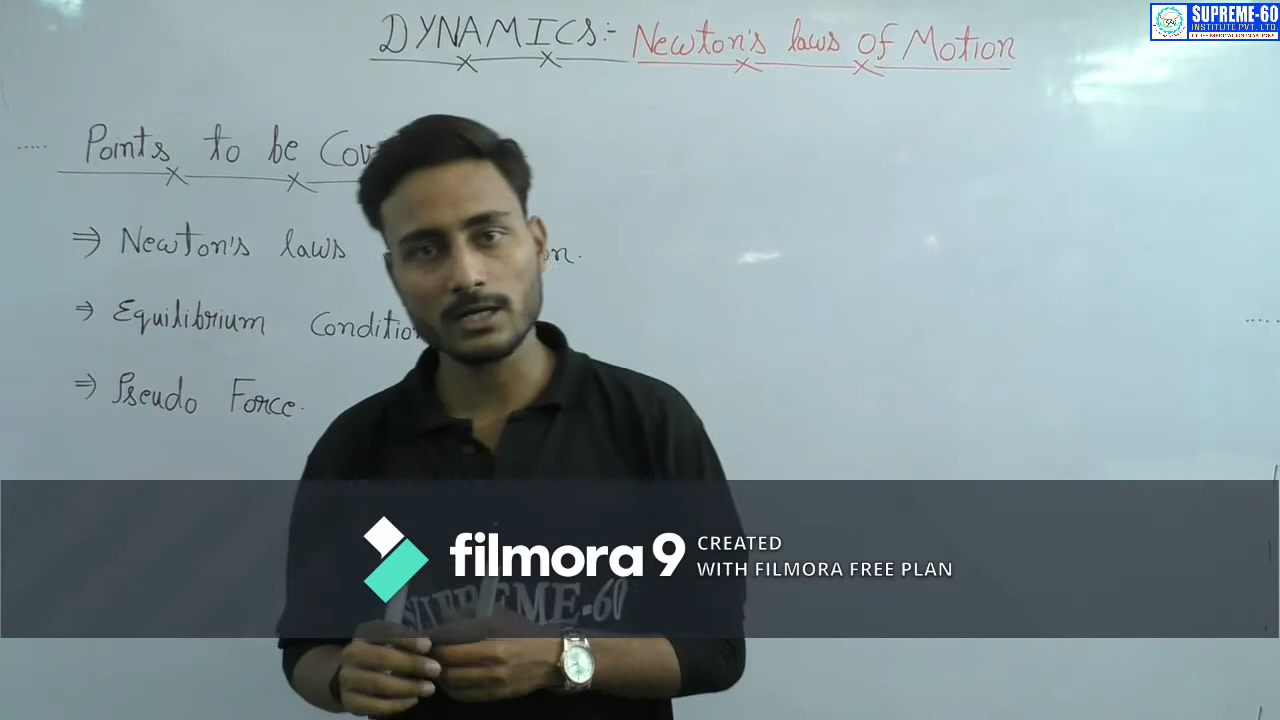 DYNAMICS:- Newton's laws of Motion
SUPREME-60
INSTITUTE PVT. LTD.
Points to be Cov
⇒ Newton's laws on.
⇒ Equilibrium Condition
⇒ Pseudo Force.
filmora 9 CREATED
WITH FILMORA FREE PLAN
SUPREME-60